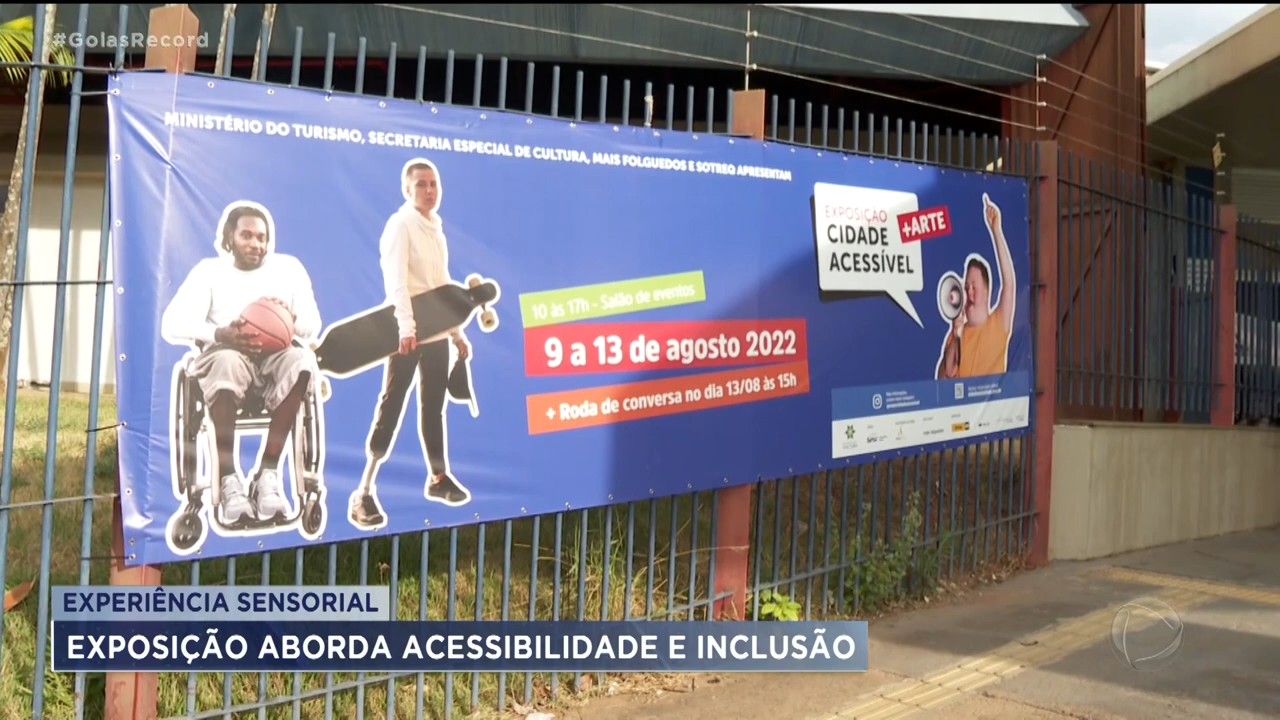 #GoiásRecord
MINISTÉRIO DO TURISMO, SECRETARIA ESPECIAL DE CULTURA, MAIS FOLGUEDOS E SOTREQ APRESENTAM
EXPOSIÇÃO
CIDADE
ACESSÍVEL
+ARTE
10 às 17h - Salão de eventos
9 a 13 de agosto 2022
+ Roda de conversa no dia 13/08 às 15h
EXPERIÊNCIA SENSORIAL
EXPOSIÇÃO ABORDA ACESSIBILIDADE E INCLUSÃO